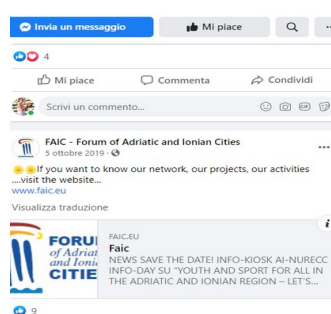 Invia un messaggio
Mi piace
4
Mi piace
Commenta
Condividi
Scrivi un commento...
GIF
FAIC - Forum of Adriatic and Ionian Cities
5 ottobre 2019 ·
If you want to know our network, our projects, our activities
....visit the website...
www.faic.eu
Visualizza traduzione
FORU
of Adriat
and Ioni
CITIE
FAIC.EU
Faic
NEWS SAVE THE DATE! INFO-KIOSK AI-NURECC
INFO-DAY SU "YOUTH AND SPORT FOR ALL IN
THE ADRIATIC AND IONIAN REGION – LET'S...
9